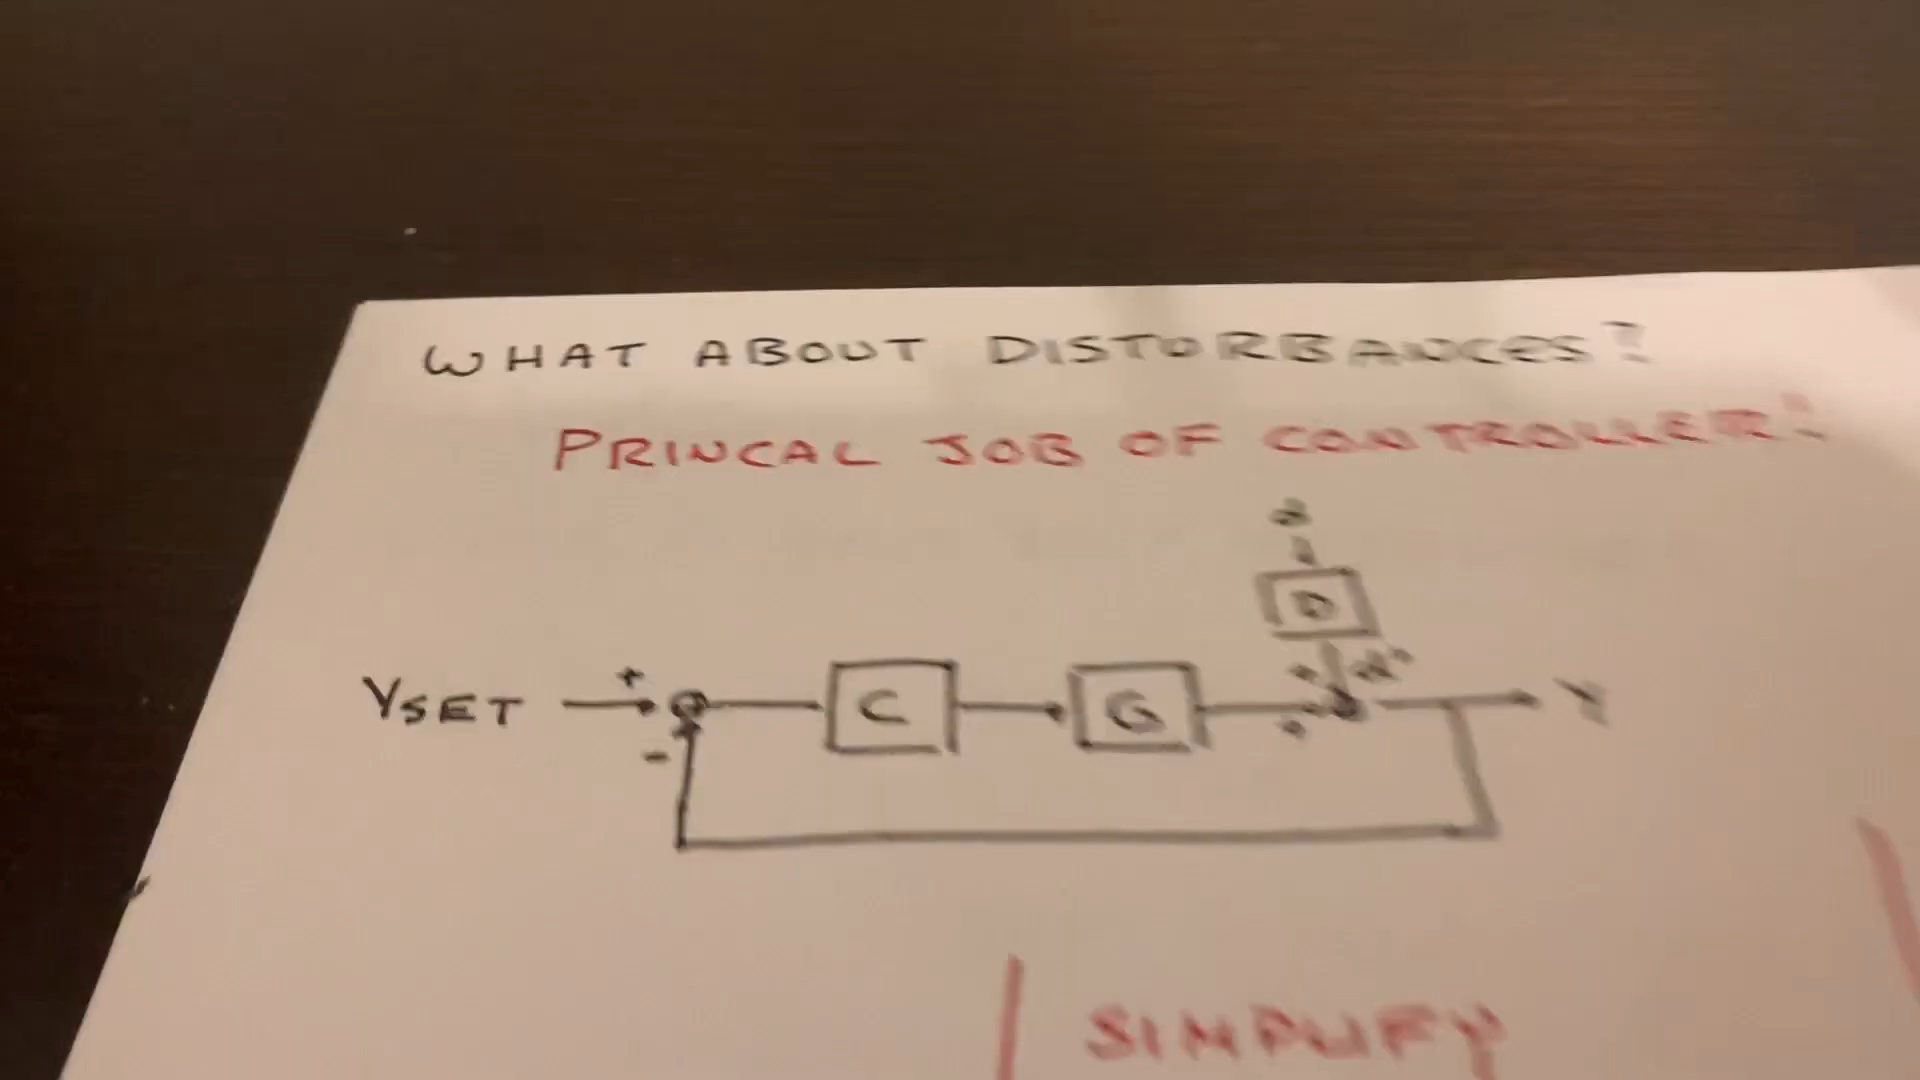 WHAT ABOUT DISTURBANCES?
PRINCAL JOB OF CONTROLLER!
D
+
+
YSET
C
G
+
Y
-
SIMPLIFY